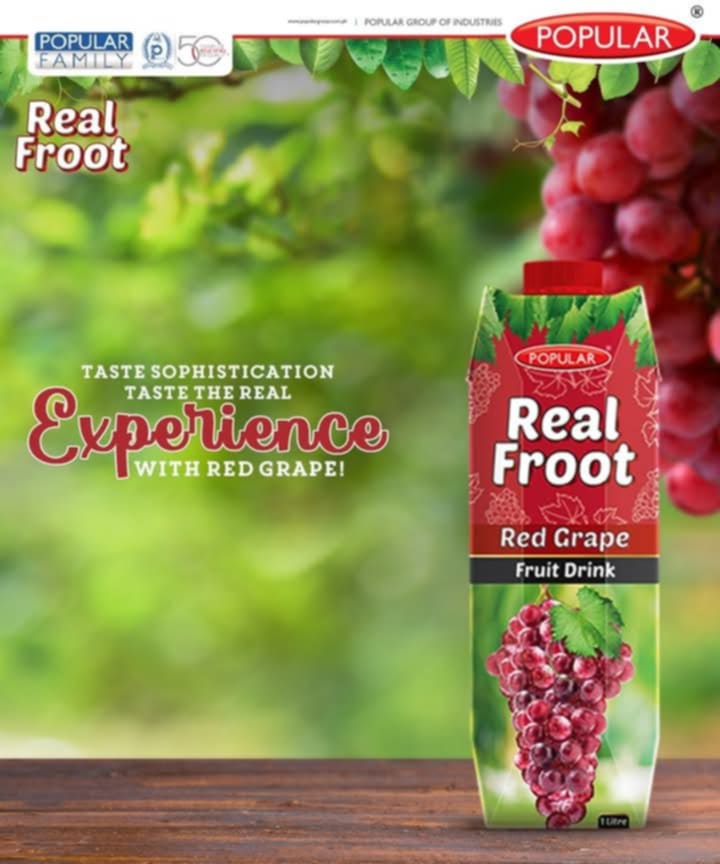 POPULAR GROUP OF INDUSTRIES
POPULAR
®
POPULAR
FAMILY
50
Real
Froot
TASTE SOPHISTICATION
TASTE THE REAL
Experience
WITH RED GRAPE!
POPULAR
Real
Froot
Red Grape
Fruit Drink
1 Litre